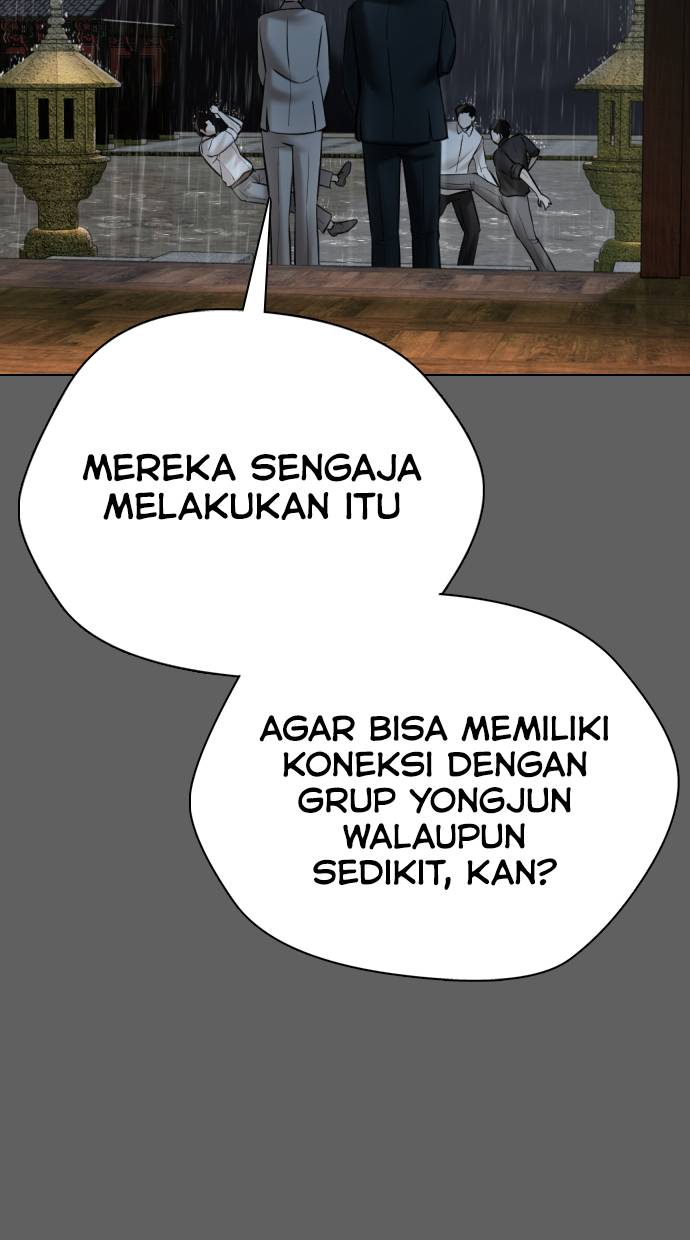 MEREKA SENGAJA
MELAKUKAN ITU
AGAR BISA MEMILIKI
KONEKSI DENGAN
GRUP YONGJUN
WALAUPUN
SEDIKIT, KAN?